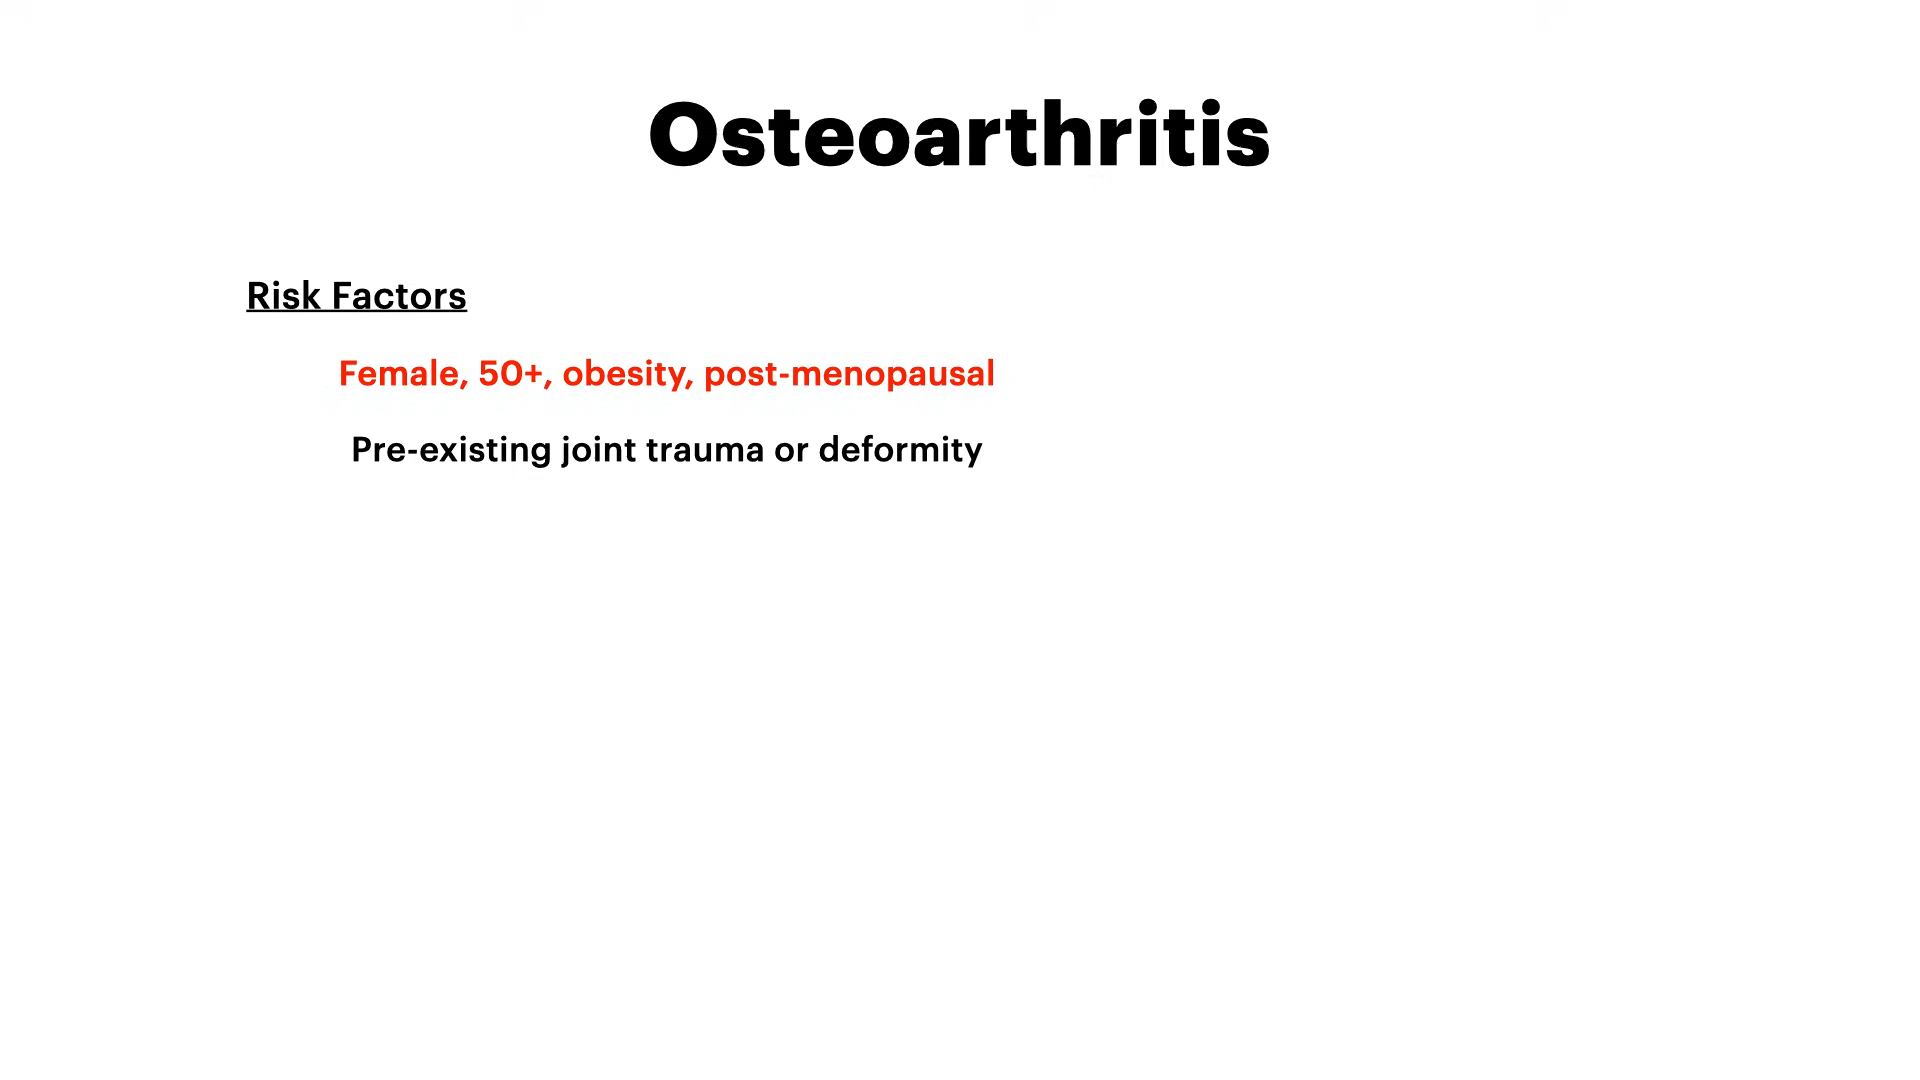 Osteoarthritis
Risk Factors
Female, 50+, obesity, post-menopausal
Pre-existing joint trauma or deformity